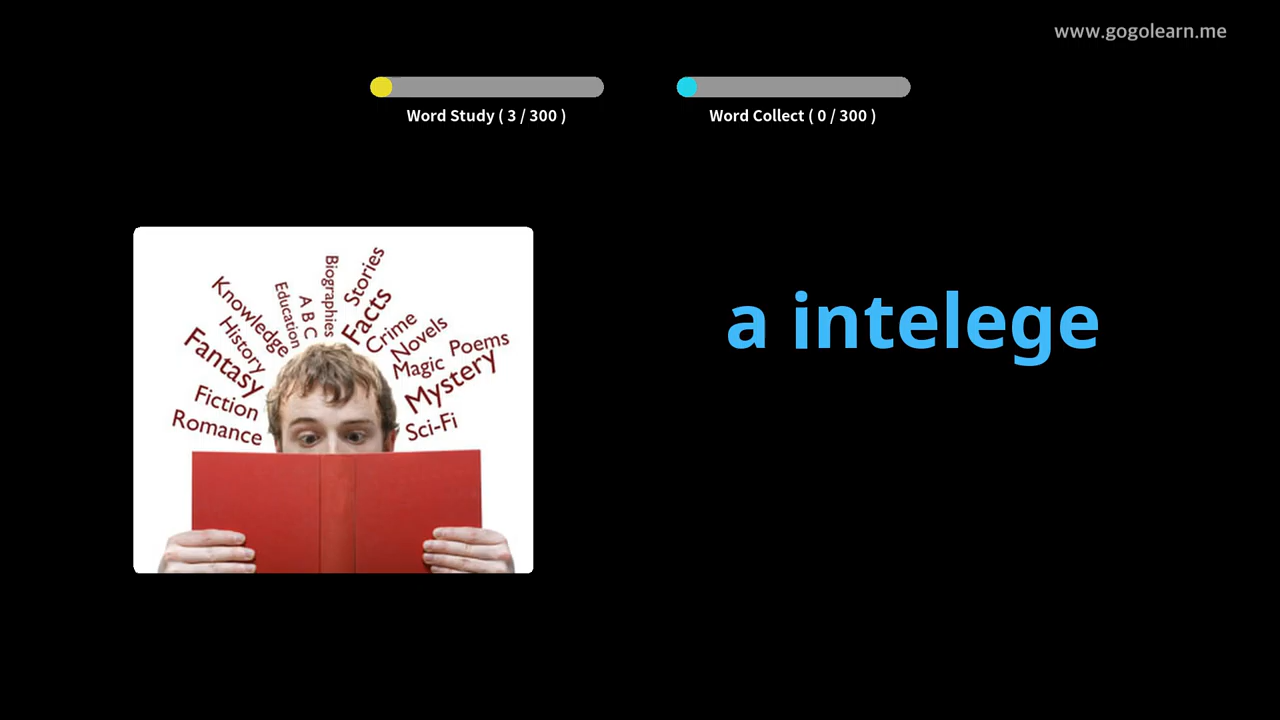 www.gogolearn.me
Word Study ( 3 / 300 )
Word Collect ( 0 / 300 )
a intelege
Romance
Fiction
Fantasy
History
Knowledge
Education
A B C
Biographies
Stories
Facts
Crime
Novels
Magic
Poems
Mystery
Sci-Fi